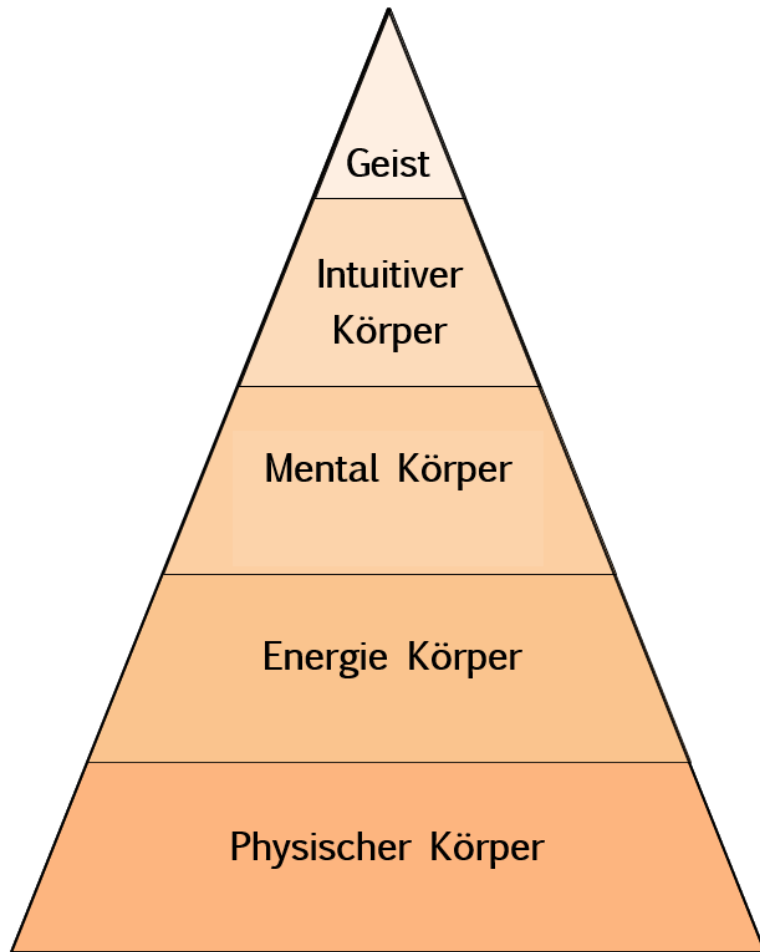 Geist
Intuitiver
Körper
Mental Körper
Energie Körper
Physischer Körper